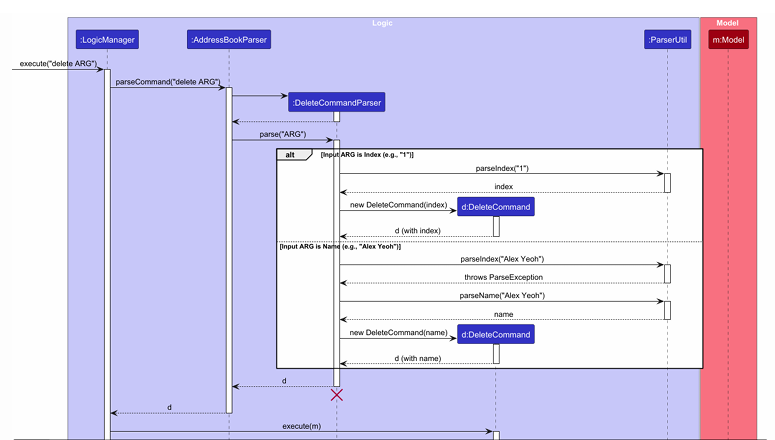 Logic
Model
:LogicManager
:AddressBookParser
:ParserUtil
m:Model
execute("delete ARG")
parseCommand("delete ARG")
:DeleteCommandParser
parse("ARG")
alt
[Input ARG is Index (e.g., "1")]
parseIndex("1")
index
new DeleteCommand(index)
d:DeleteCommand
d (with index)
[Input ARG is Name (e.g., "Alex Yeoh")]
parseIndex("Alex Yeoh")
throws ParseException
parseName("Alex Yeoh")
name
new DeleteCommand(name)
d:DeleteCommand
d (with name)
d
d
execute(m)